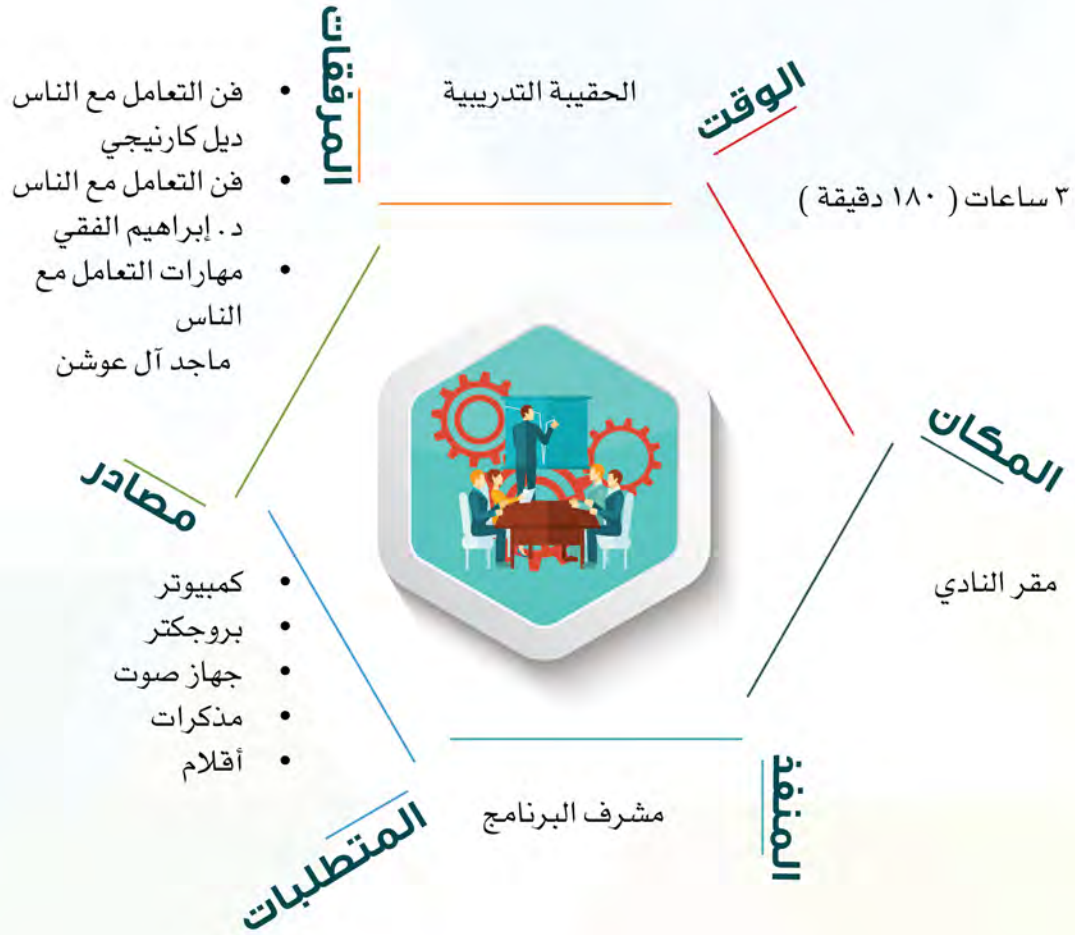 الوقت
٣ ساعات ( ١٨٠ دقيقة )
المكان
مقر النادي
المنفذ
مشرف البرنامج
المتطلبات
• كمبيوتر
• بروجكتر
• جهاز صوت
• مذكرات
• أقلام
مصادر
• فن التعامل مع الناس
ديل كارنيجي
• فن التعامل مع الناس
د. إبراهيم الفقي
• مهارات التعامل مع
الناس
ماجد آل عوشن
المرفقات
الحقيبة التدريبية